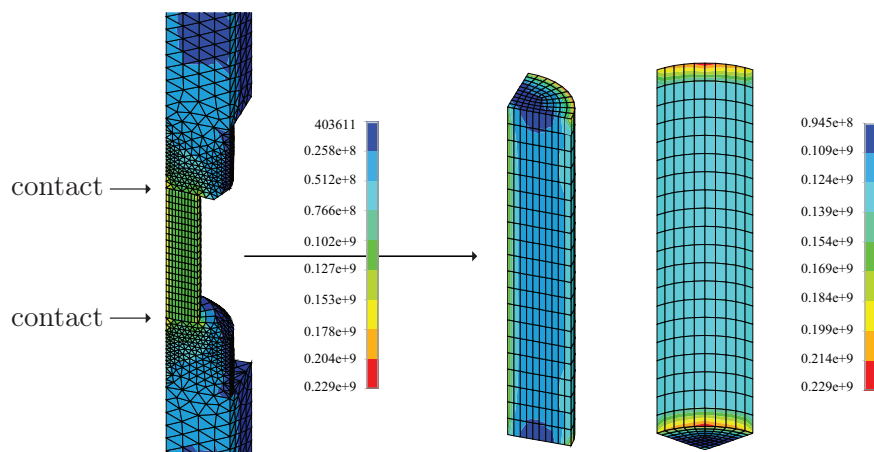 contact
contact
403611
0.258e+8
0.512e+8
0.766e+8
0.102e+9
0.127e+9
0.153e+9
0.178e+9
0.204e+9
0.229e+9
0.945e+8
0.109e+9
0.124e+9
0.139e+9
0.154e+9
0.169e+9
0.184e+9
0.199e+9
0.214e+9
0.229e+9